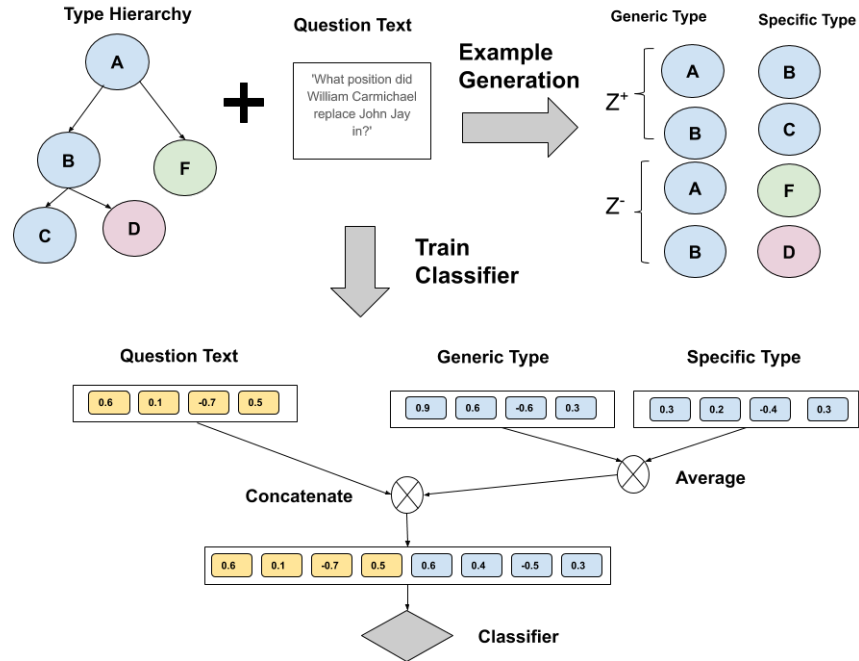 Type Hierarchy
A
B
F
C
D
Question Text
'What position did
William Carmichael
replace John Jay
in?'
Example
Generation
Generic Type
Specific Type
Z+
A
B
B
C
Z-
A
F
B
D
Train
Classifier
Question Text
0.6 0.1 -0.7 0.5
Generic Type
0.9 0.6 -0.6 0.3
Specific Type
0.3 0.2 -0.4 0.3
Concatenate
Average
0.6 0.1 -0.7 0.5 0.6 0.4 -0.5 0.3
Classifier